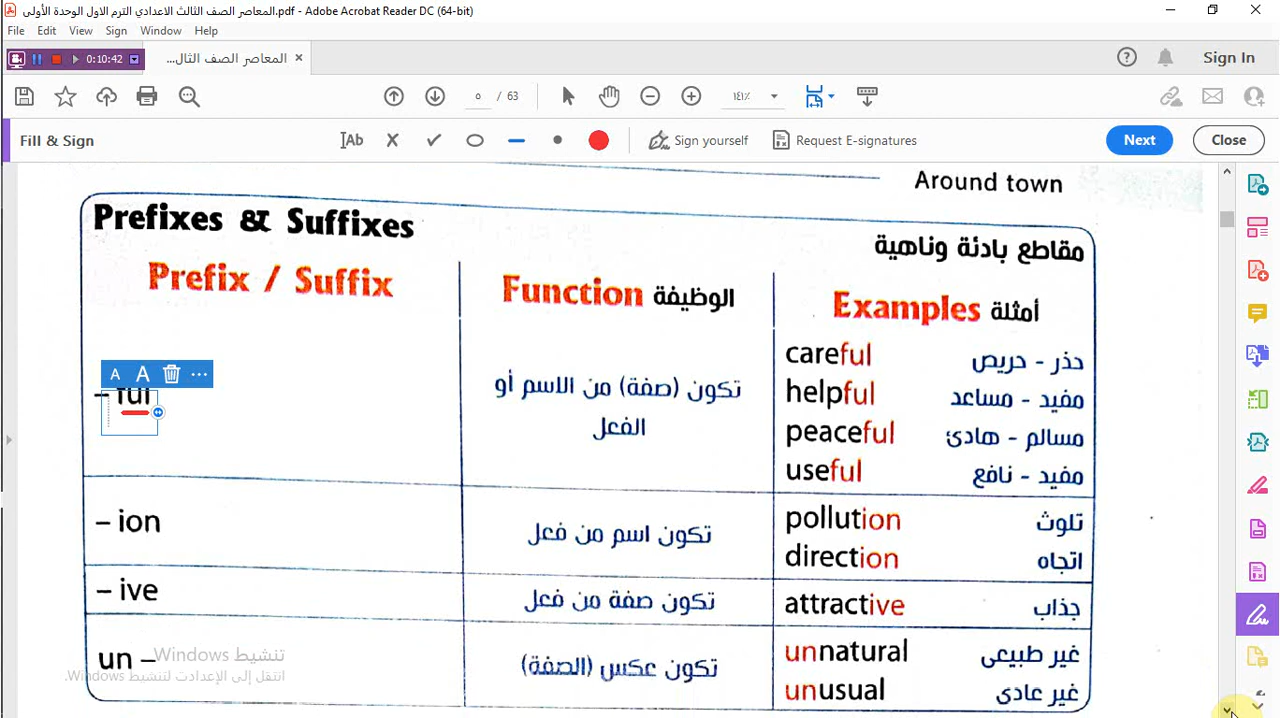 المعاصر الصف الثالث الاعدادي الترم الاول الوحدة الأولى.pdf - Adobe Acrobat Reader DC (64-bit)
File Edit View Sign Window Help
0:10:42 المعاصر الصف الثال... ×
Sign In
٥ / 63
١٤١٪
Fill & Sign
Ab
Sign yourself
Request E-signatures
Next
Close
Around town
Prefixes & Suffixes مقاطع بادئة وناهية
Prefix / Suffix Function الوظيفة Examples أمثلة
A A ...
– ful
تكون (صفة) من الاسم أو
الفعل
careful حذر - حريص
helpful مفيد - مساعد
peaceful مسالم - هادئ
useful مفيد - نافع
– ion تكون اسم من فعل
pollution تلوث
direction اتجاه
– ive تكون صفة من فعل attractive جذاب
un – تكون عكس (الصفة)
unnatural غير طبيعى
unusual غير عادى
تنشيط Windows
انتقل إلى الإعدادت لتنشيط Windows.